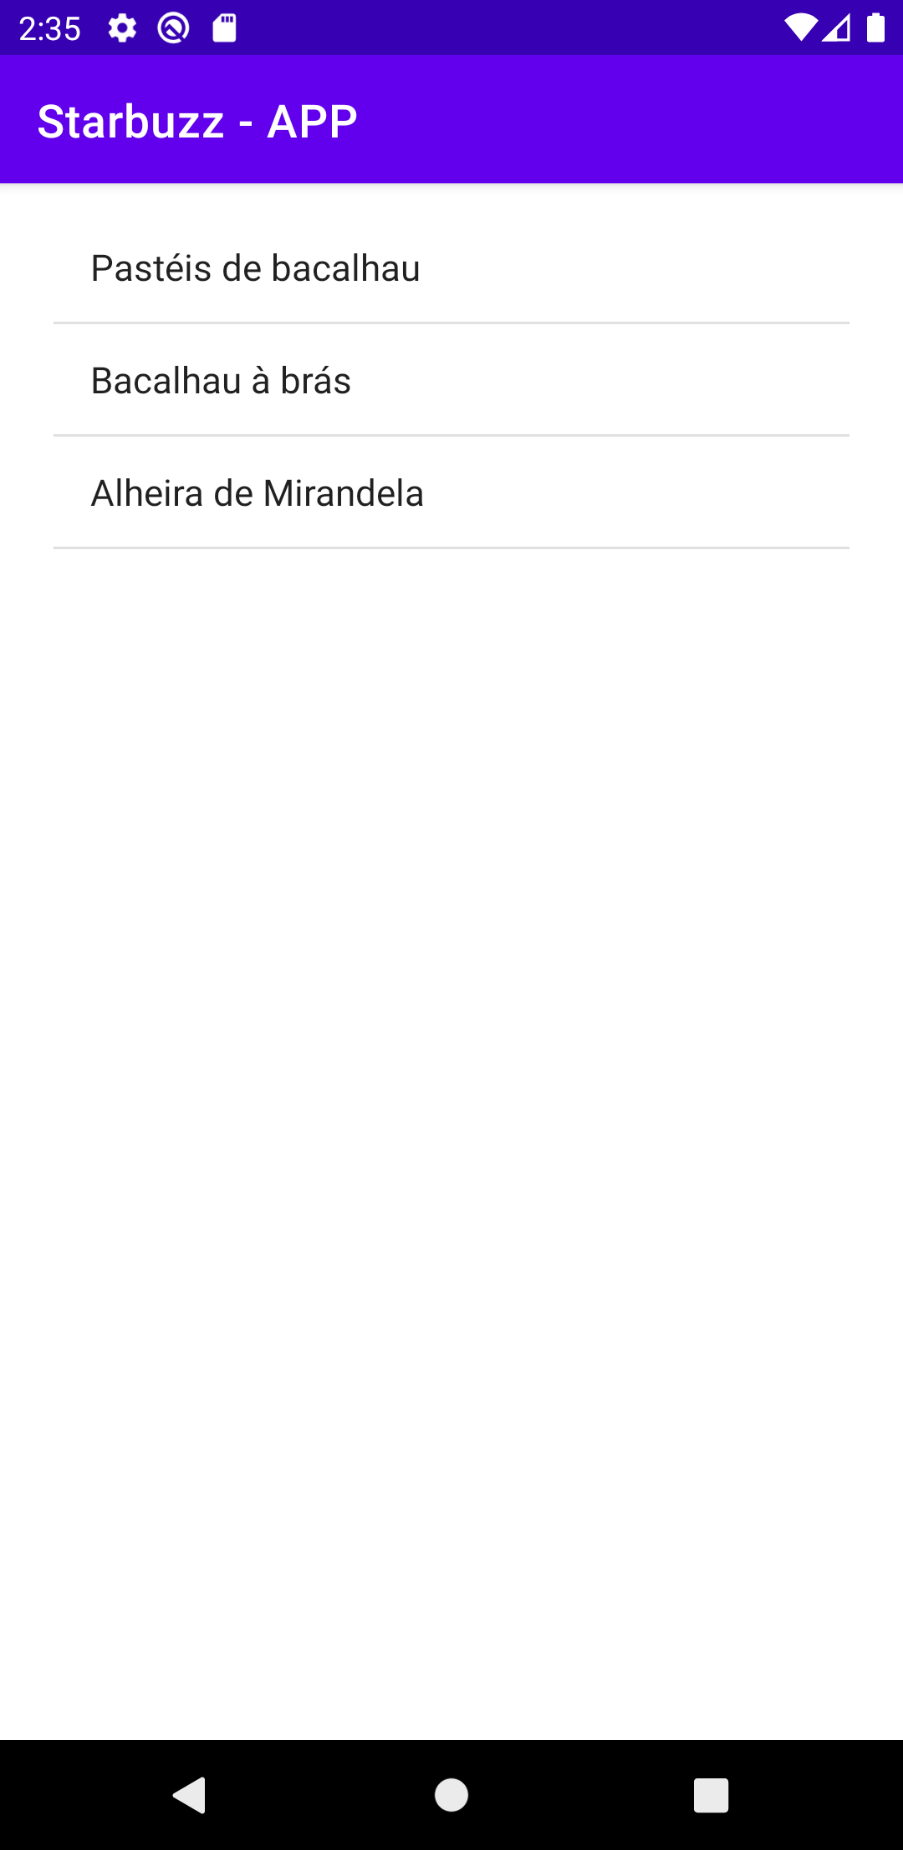 2:35
Starbuzz - APP
Pastéis de bacalhau
Bacalhau à brás
Alheira de Mirandela